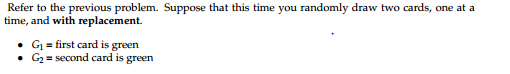 Refer to the previous problem. Suppose that this time you randomly draw two cards, one at a
time, and with replacement.
• G₁ = first card is green
• G₂ = second card is green